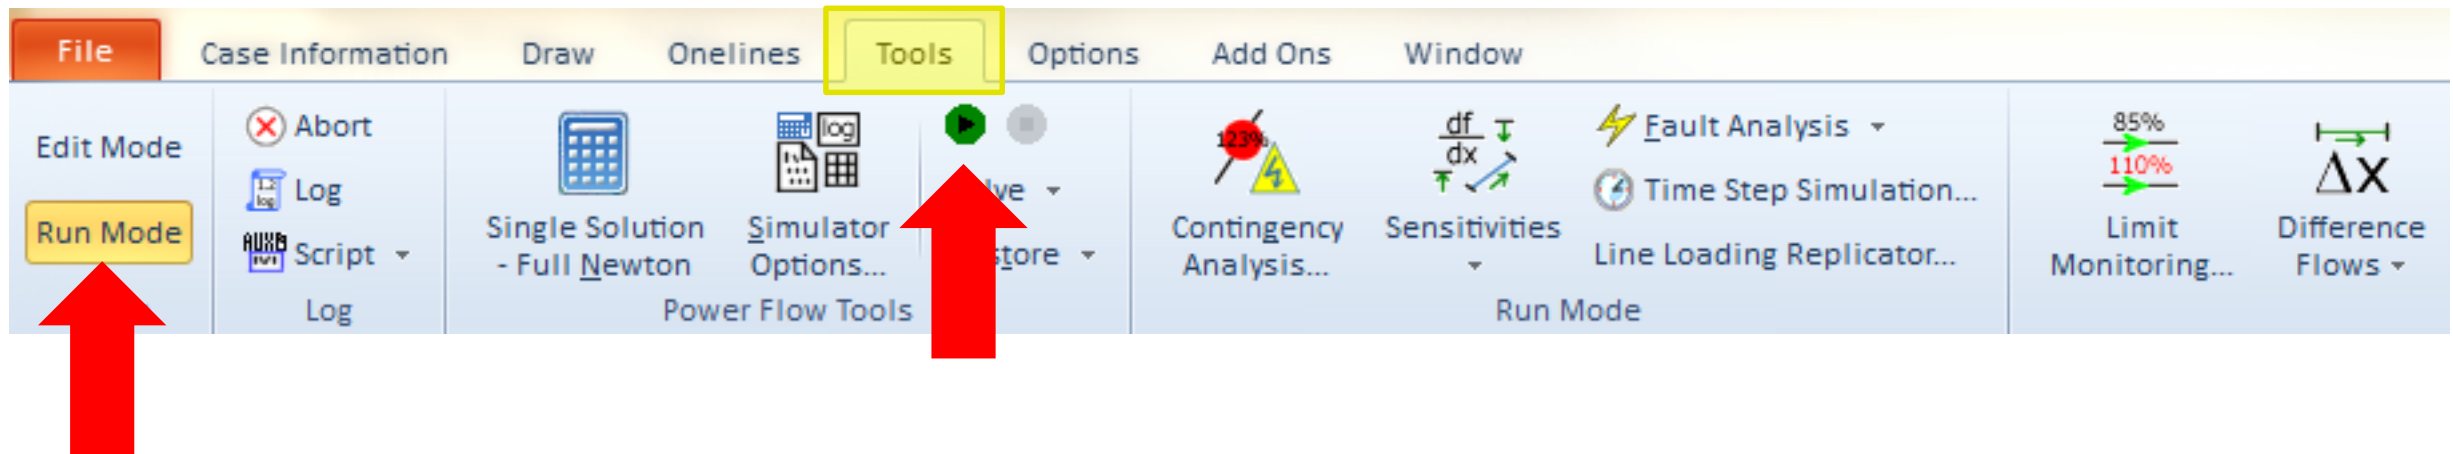 File Case Information Draw Onelines Tools Options Add Ons Window
Edit Mode
Run Mode
Abort
Log
Script
Log
Single Solution
- Full Newton
log
Simulator
Options...
Power Flow Tools
123%
Contingency
Analysis...
df
dx
Sensitivities
Fault Analysis
Time Step Simulation...
Line Loading Replicator...
Run Mode
85%
110%
Limit
Monitoring...
Δx
Difference
Flows